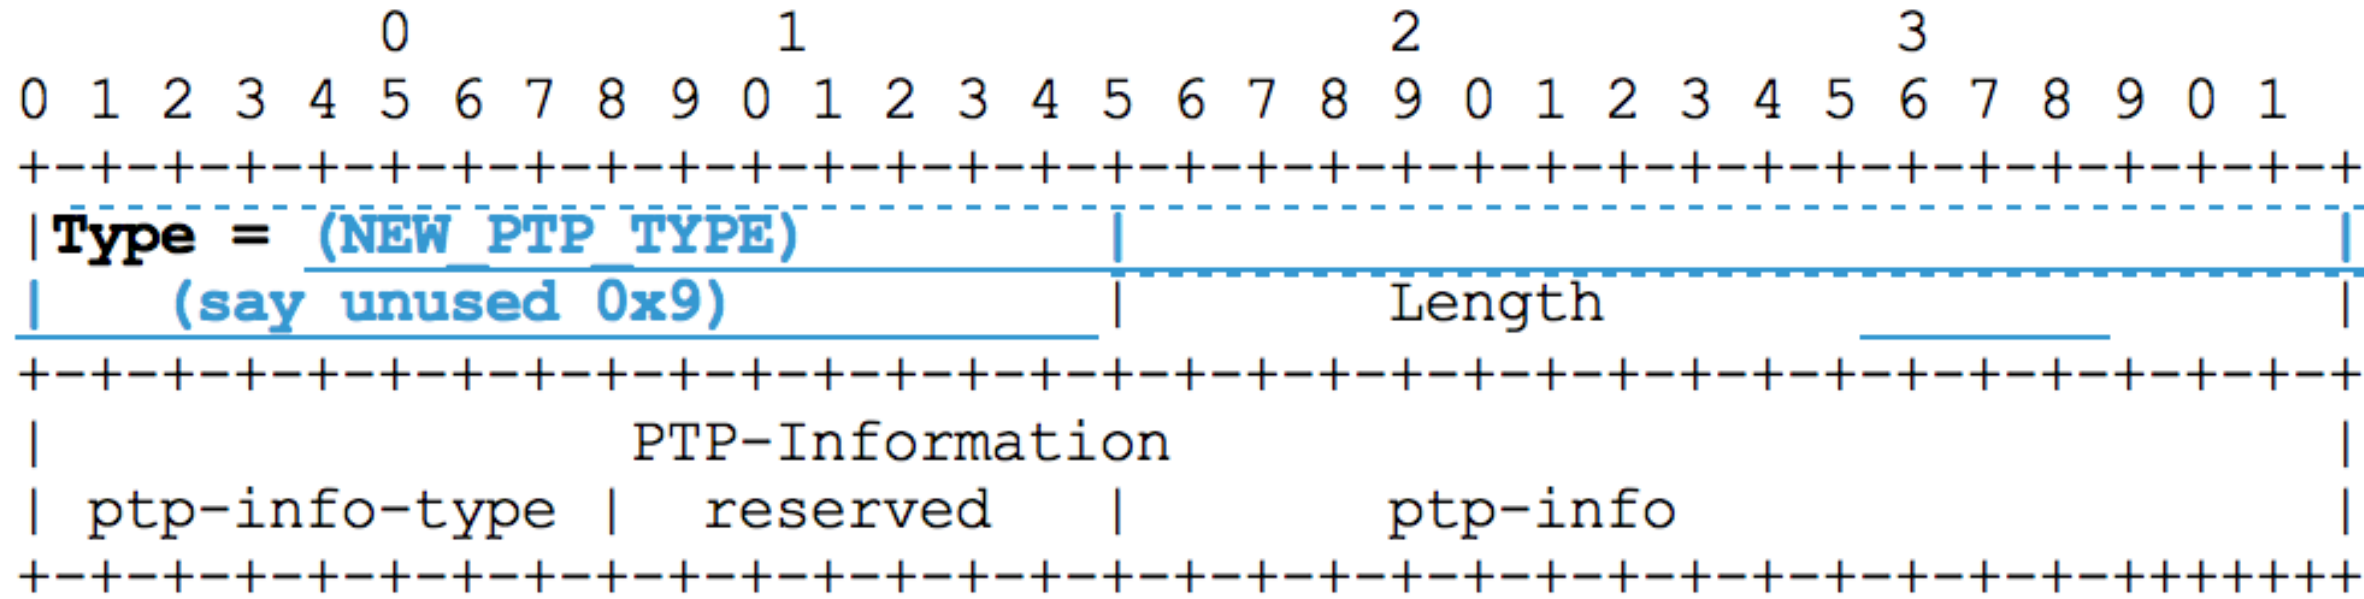 0 1 2 3
0 1 2 3 4 5 6 7 8 9 0 1 2 3 4 5 6 7 8 9 0 1 2 3 4 5 6 7 8 9 0 1
+-+-+-+-+-+-+-+-+-+-+-+-+-+-+-+-+-+-+-+-+-+-+-+-+-+-+-+-+-+-+-+-+
|Type = (NEW_PTP_TYPE) | |
| (say unused 0x9) | Length |
+-+-+-+-+-+-+-+-+-+-+-+-+-+-+-+-+-+-+-+-+-+-+-+-+-+-+-+-+-+-+-+-+
| PTP-Information |
| ptp-info-type | reserved | ptp-info |
+-+-+-+-+-+-+-+-+-+-+-+-+-+-+-+-+-+-+-+-+-+-+-+-+-+-+-+-+-+++++++